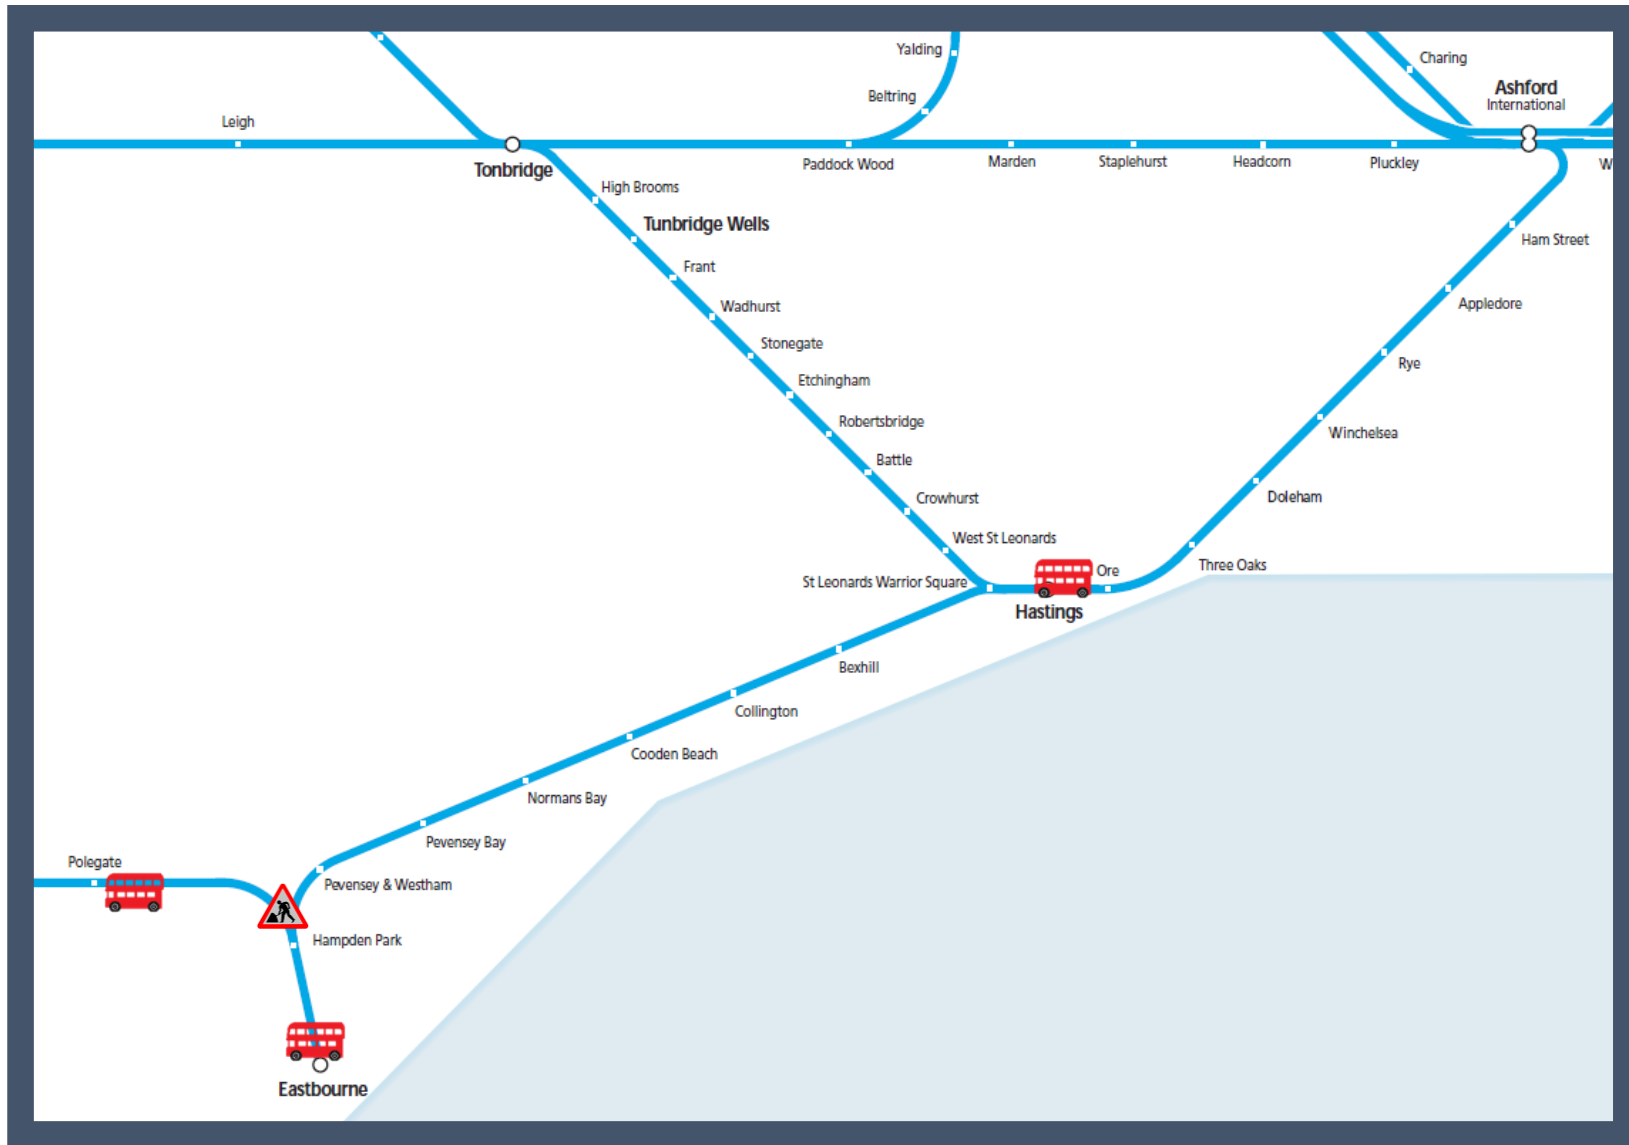 Yalding
Charing
Beltring
Ashford
International
Leigh
Tonbridge
Paddock Wood
Marden
Staplehurst
Headcorn
Pluckley
W
High Brooms
Tunbridge Wells
Ham Street
Frant
Wadhurst
Appledore
Stonegate
Rye
Etchingham
Robertsbridge
Winchelsea
Battle
Crowhurst
Doleham
West St Leonards
Three Oaks
Ore
St Leonards Warrior Square
Hastings
Bexhill
Collington
Cooden Beach
Normans Bay
Pevensey Bay
Polegate
Pevensey & Westham
Hampden Park
Eastbourne